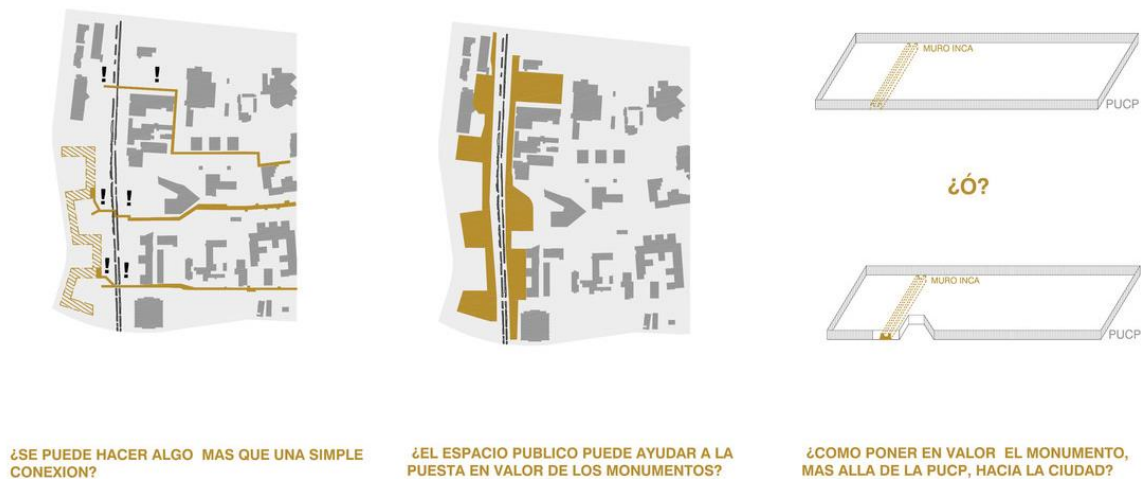 ! !
! !
! !
¿SE PUEDE HACER ALGO MAS QUE UNA SIMPLE
CONEXION?
¿EL ESPACIO PUBLICO PUEDE AYUDAR A LA
PUESTA EN VALOR DE LOS MONUMENTOS?
MURO INCA
PUCP
¿Ó?
MURO INCA
PUCP
¿COMO PONER EN VALOR EL MONUMENTO,
MAS ALLA DE LA PUCP, HACIA LA CIUDAD?